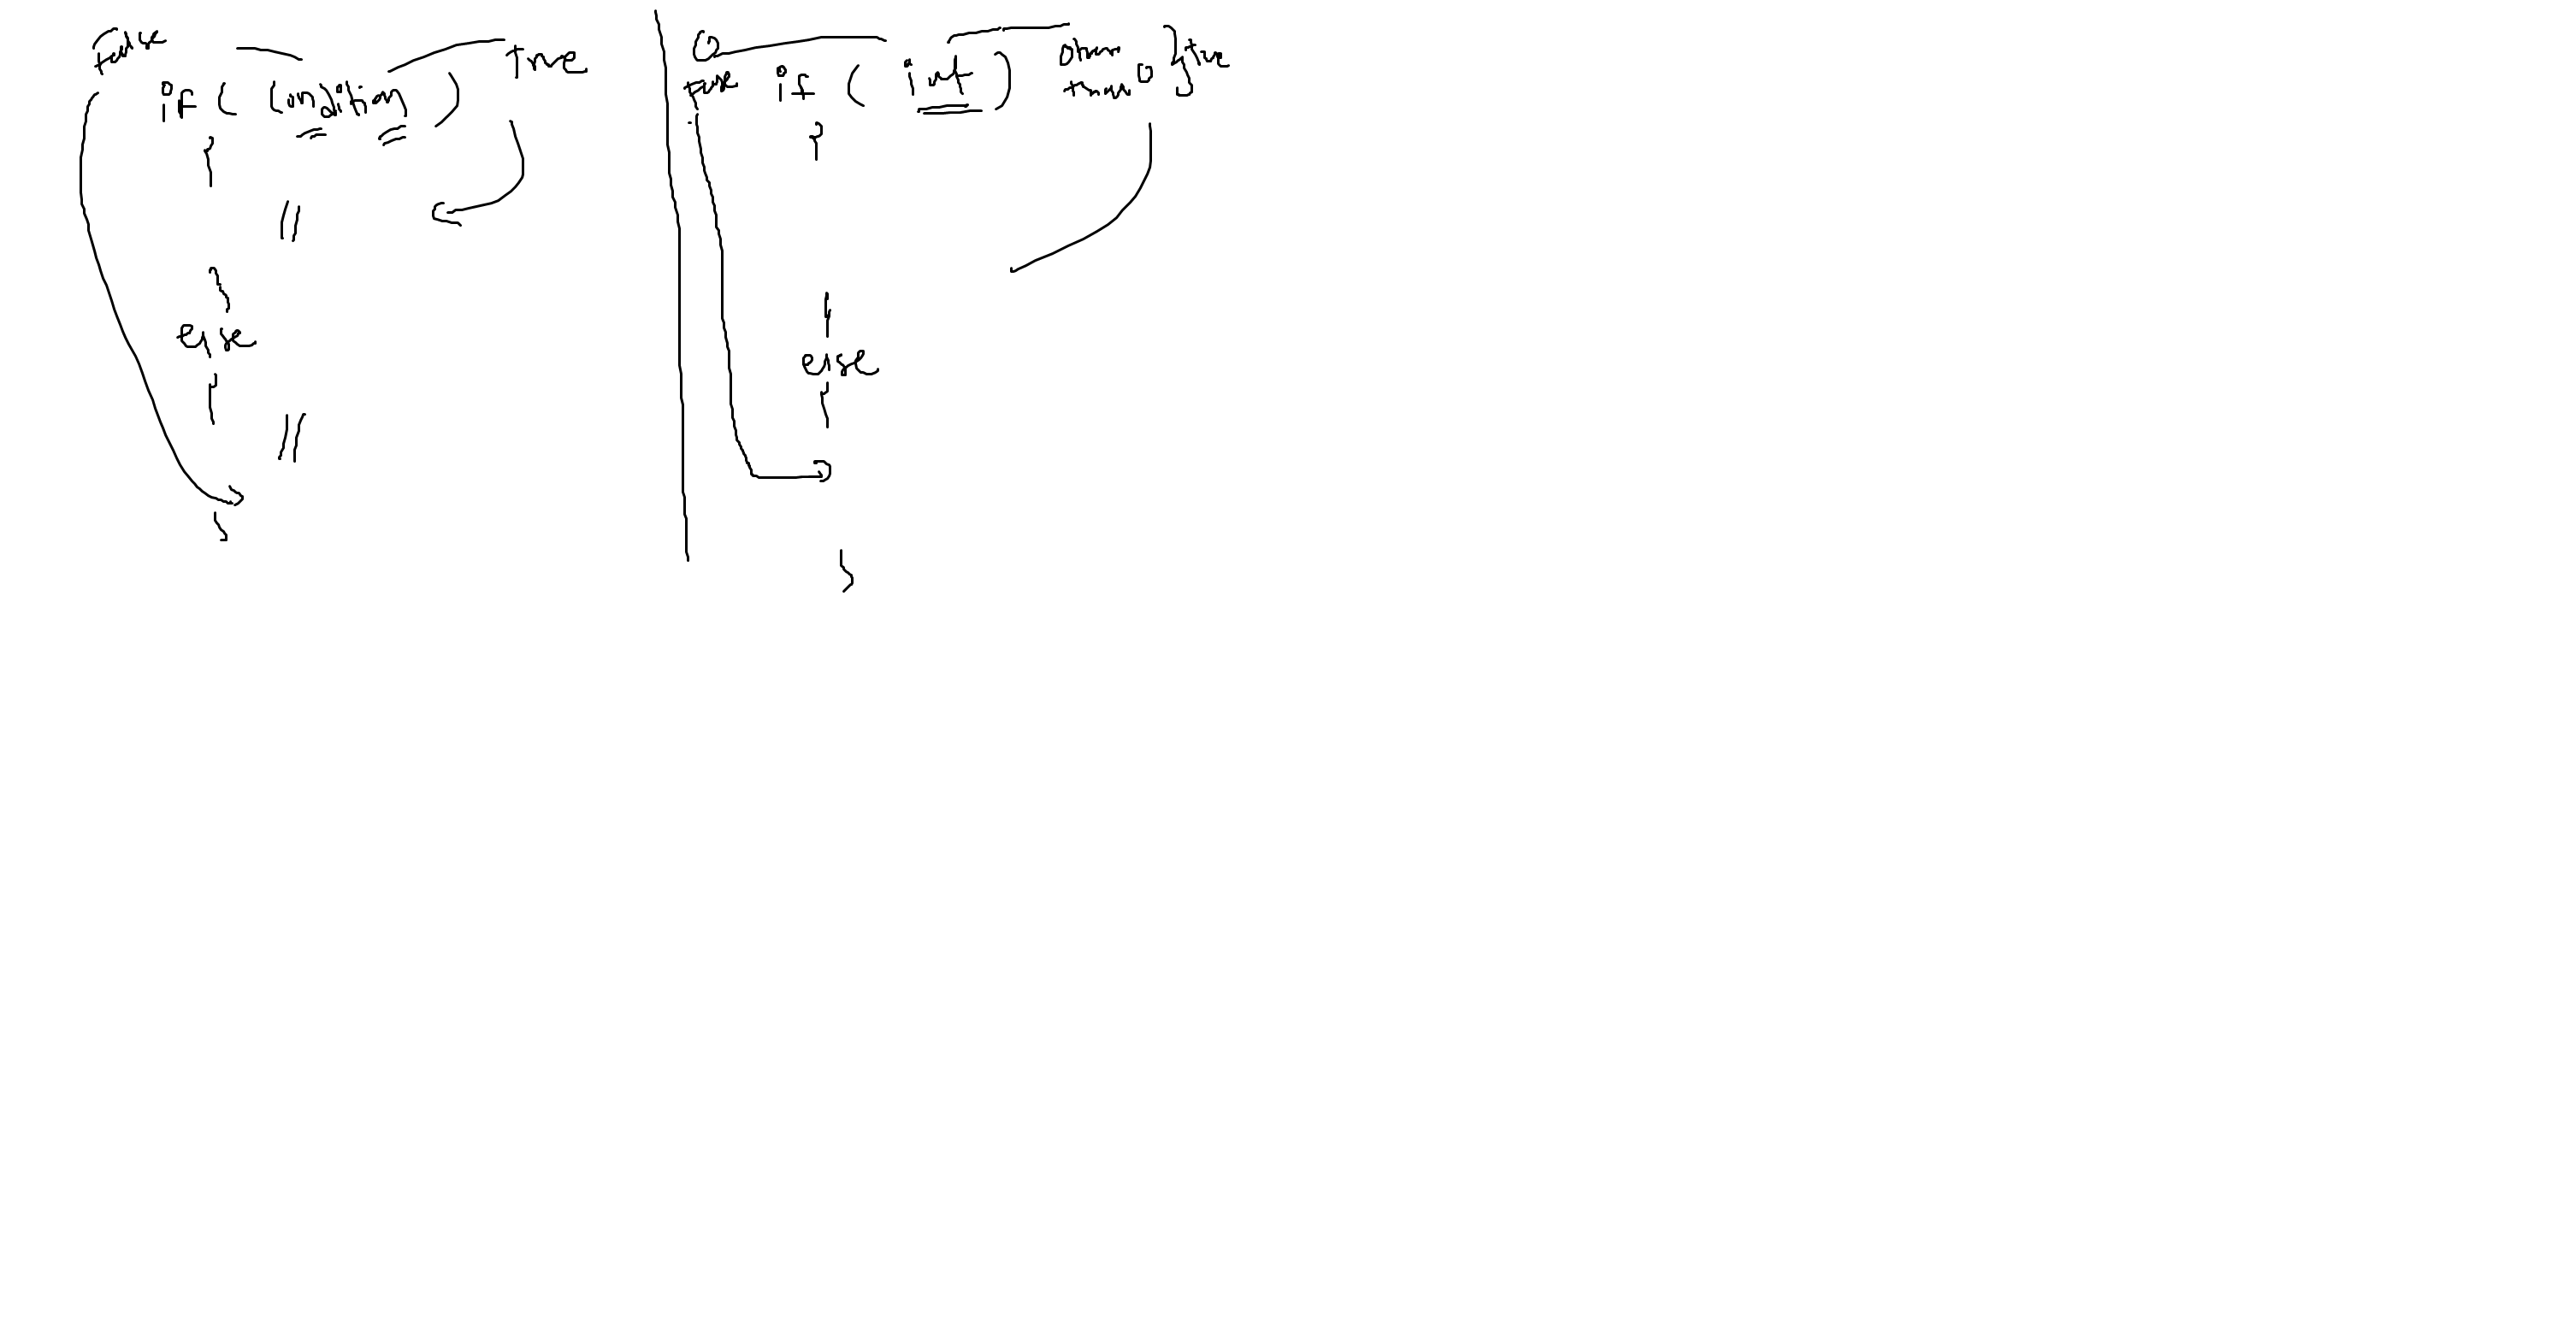 False
true
if ( condition )
{
//
}
else
{
//
}
0
other
than 0 } true
False if ( int )
{
}
else
{
}